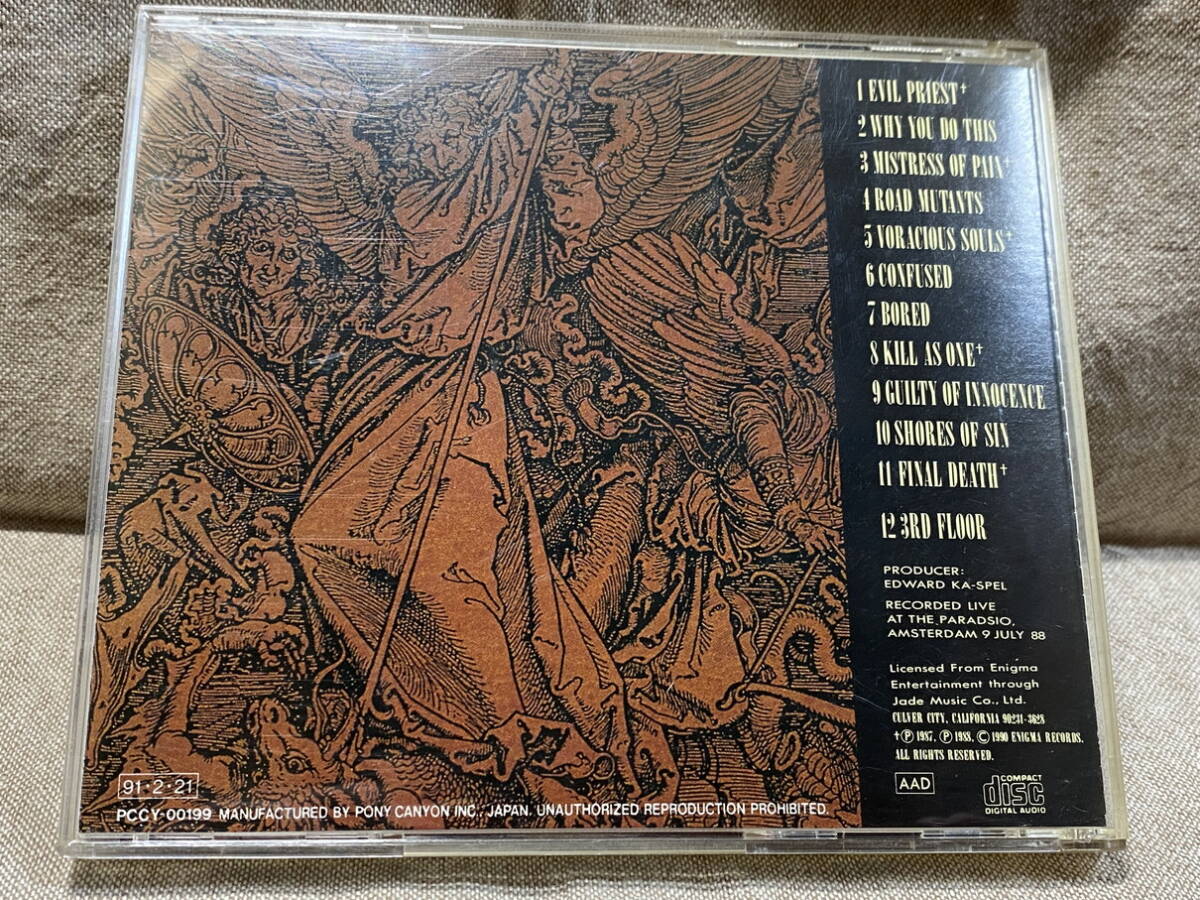 1 EVIL PRIEST†
2 WHY YOU DO THIS
3 MISTRESS OF PAIN†
4 ROAD MUTANTS
5 VORACIOUS SOULS†
6 CONFUSED
7 BORED
8 KILL AS ONE†
9 GUILTY OF INNOCENCE
10 SHORES OF SIN
11 FINAL DEATH†
12 3RD FLOOR
PRODUCER:
EDWARD KA-SPEL
RECORDED LIVE
AT THE PARADSIO,
AMSTERDAM 9 JULY 88
Licensed From Enigma
Entertainment through
Jade Music Co., Ltd.
CULVER CITY, CALIFORNIA 90231-3628
†Ⓟ1987, Ⓟ1988, Ⓒ1990 ENIGMA RECORDS.
ALL RIGHTS RESERVED.
AAD
COMPACT
disc
DIGITAL AUDIO
91・2・21
PCCY-00199 MANUFACTURED BY PONY CANYON INC., JAPAN. UNAUTHORIZED REPRODUCTION PROHIBITED.